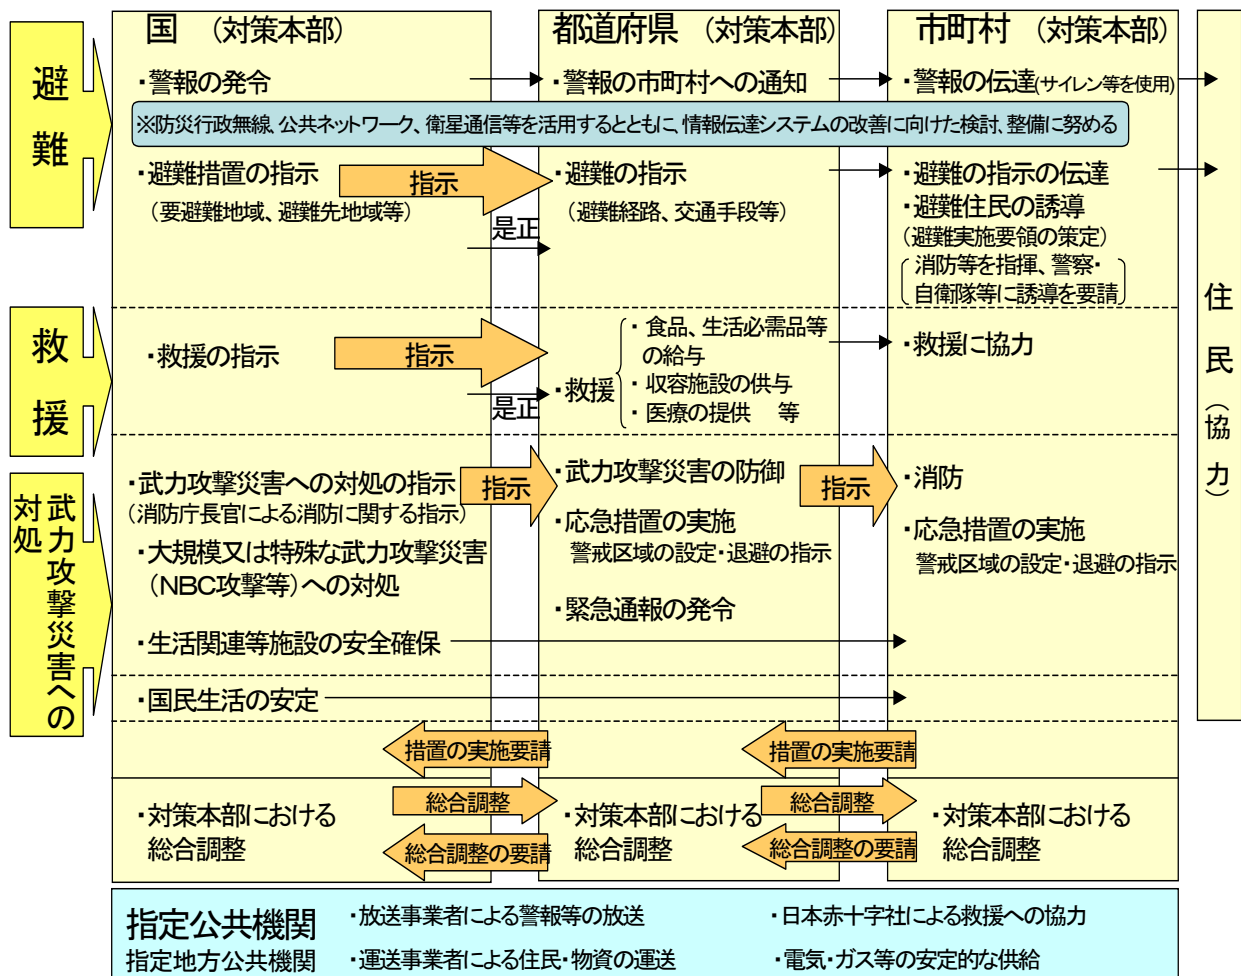 避難
国 (対策本部)
都道府県 (対策本部)
市町村 (対策本部)
・警報の発令
・警報の市町村への通知
・警報の伝達(サイレン等を使用)
※防災行政無線、公共ネットワーク、衛星通信等を活用するとともに、情報伝達システムの改善に向けた検討、整備に努める
・避難措置の指示
(要避難地域、避難先地域等)
指示
是正
・避難の指示
(避難経路、交通手段等)
・避難の指示の伝達
・避難住民の誘導
(避難実施要領の策定)
消防等を指揮、警察・
自衛隊等に誘導を要請
住民(協力)
救援
・救援の指示
指示
是正
・救援
・食品、生活必需品等
の給与
・収容施設の供与
・医療の提供 等
・救援に協力
武力攻撃災害への
対処
・武力攻撃災害への対処の指示
(消防庁長官による消防に関する指示)
・大規模又は特殊な武力攻撃災害
(NBC攻撃等)への対処
・生活関連等施設の安全確保
・国民生活の安定
指示
・武力攻撃災害の防御
・応急措置の実施
警戒区域の設定・退避の指示
・緊急通報の発令
指示
・消防
・応急措置の実施
警戒区域の設定・退避の指示
措置の実施要請
措置の実施要請
・対策本部における
総合調整
総合調整
総合調整の要請
・対策本部における
総合調整
総合調整
総合調整の要請
・対策本部における
総合調整
指定公共機関
指定地方公共機関
・放送事業者による警報等の放送
・日本赤十字社による救援への協力
・運送事業者による住民・物資の運送
・電気・ガス等の安定的な供給